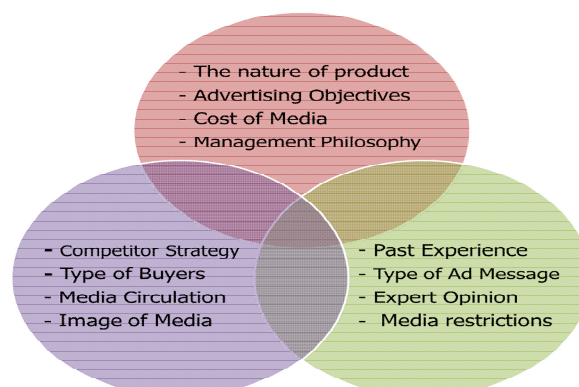 - The nature of product
- Advertising Objectives
- Cost of Media
- Management Philosophy
- Competitor Strategy
- Type of Buyers
- Media Circulation
- Image of Media
- Past Experience
- Type of Ad Message
- Expert Opinion
- Media restrictions